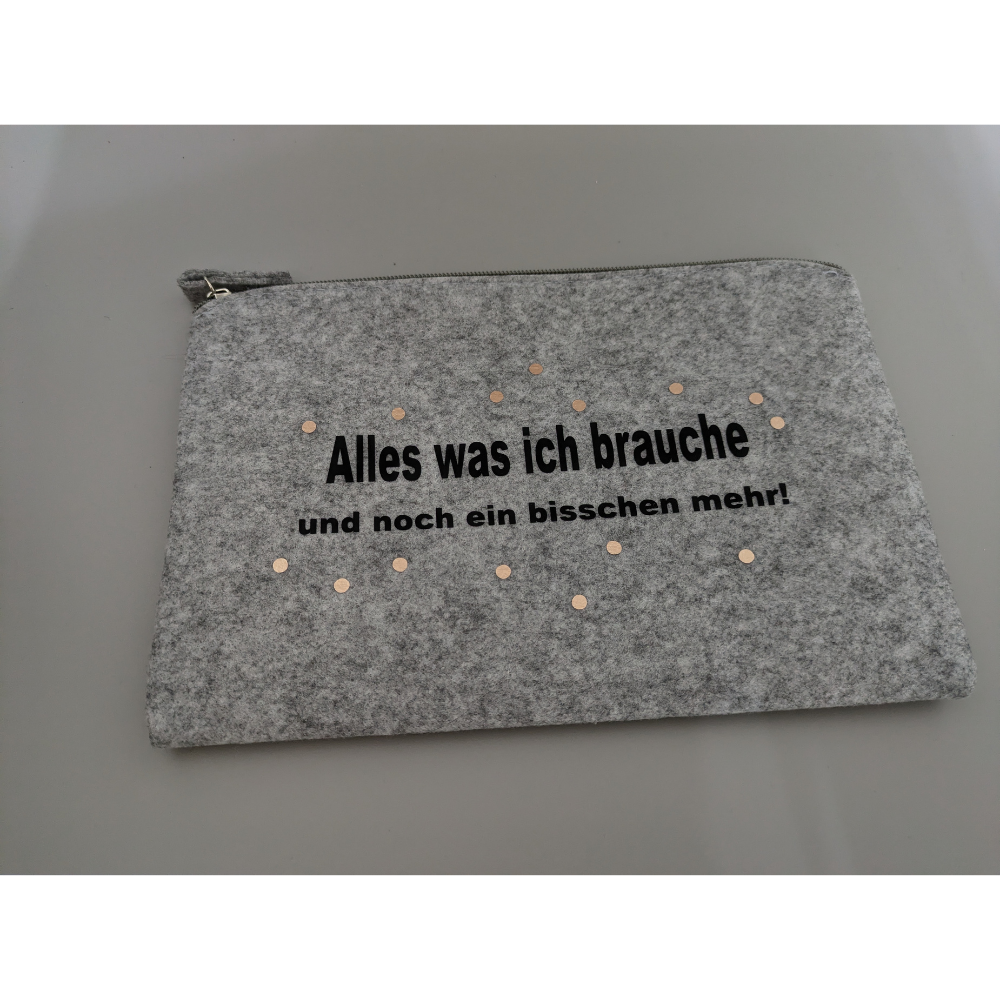 Alles was ich brauche
und noch ein bisschen mehr!